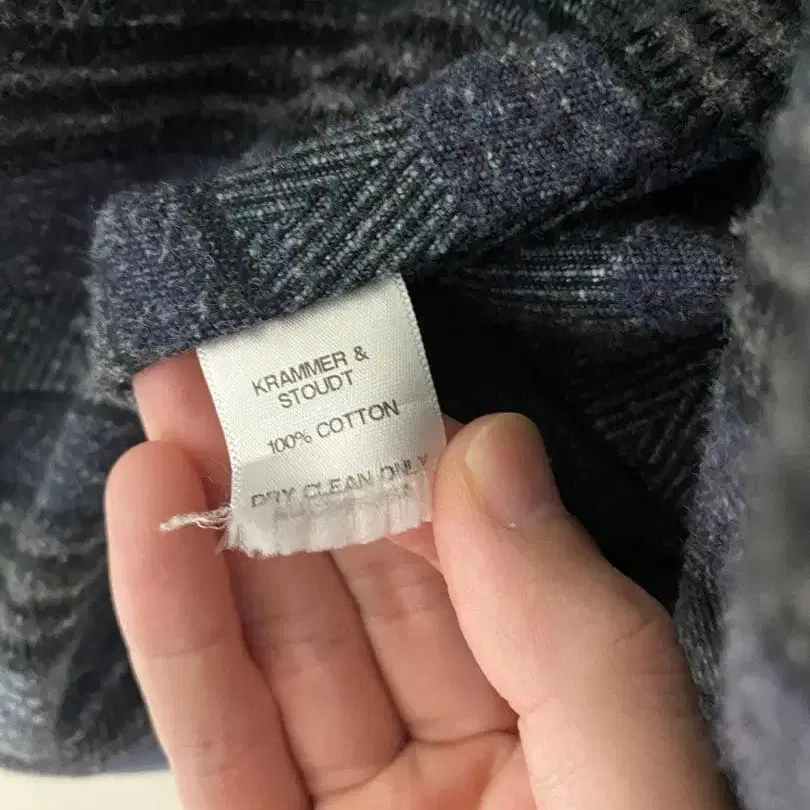 KRAMMER &
STOUDT
100% COTTON
DRY CLEAN ONLY